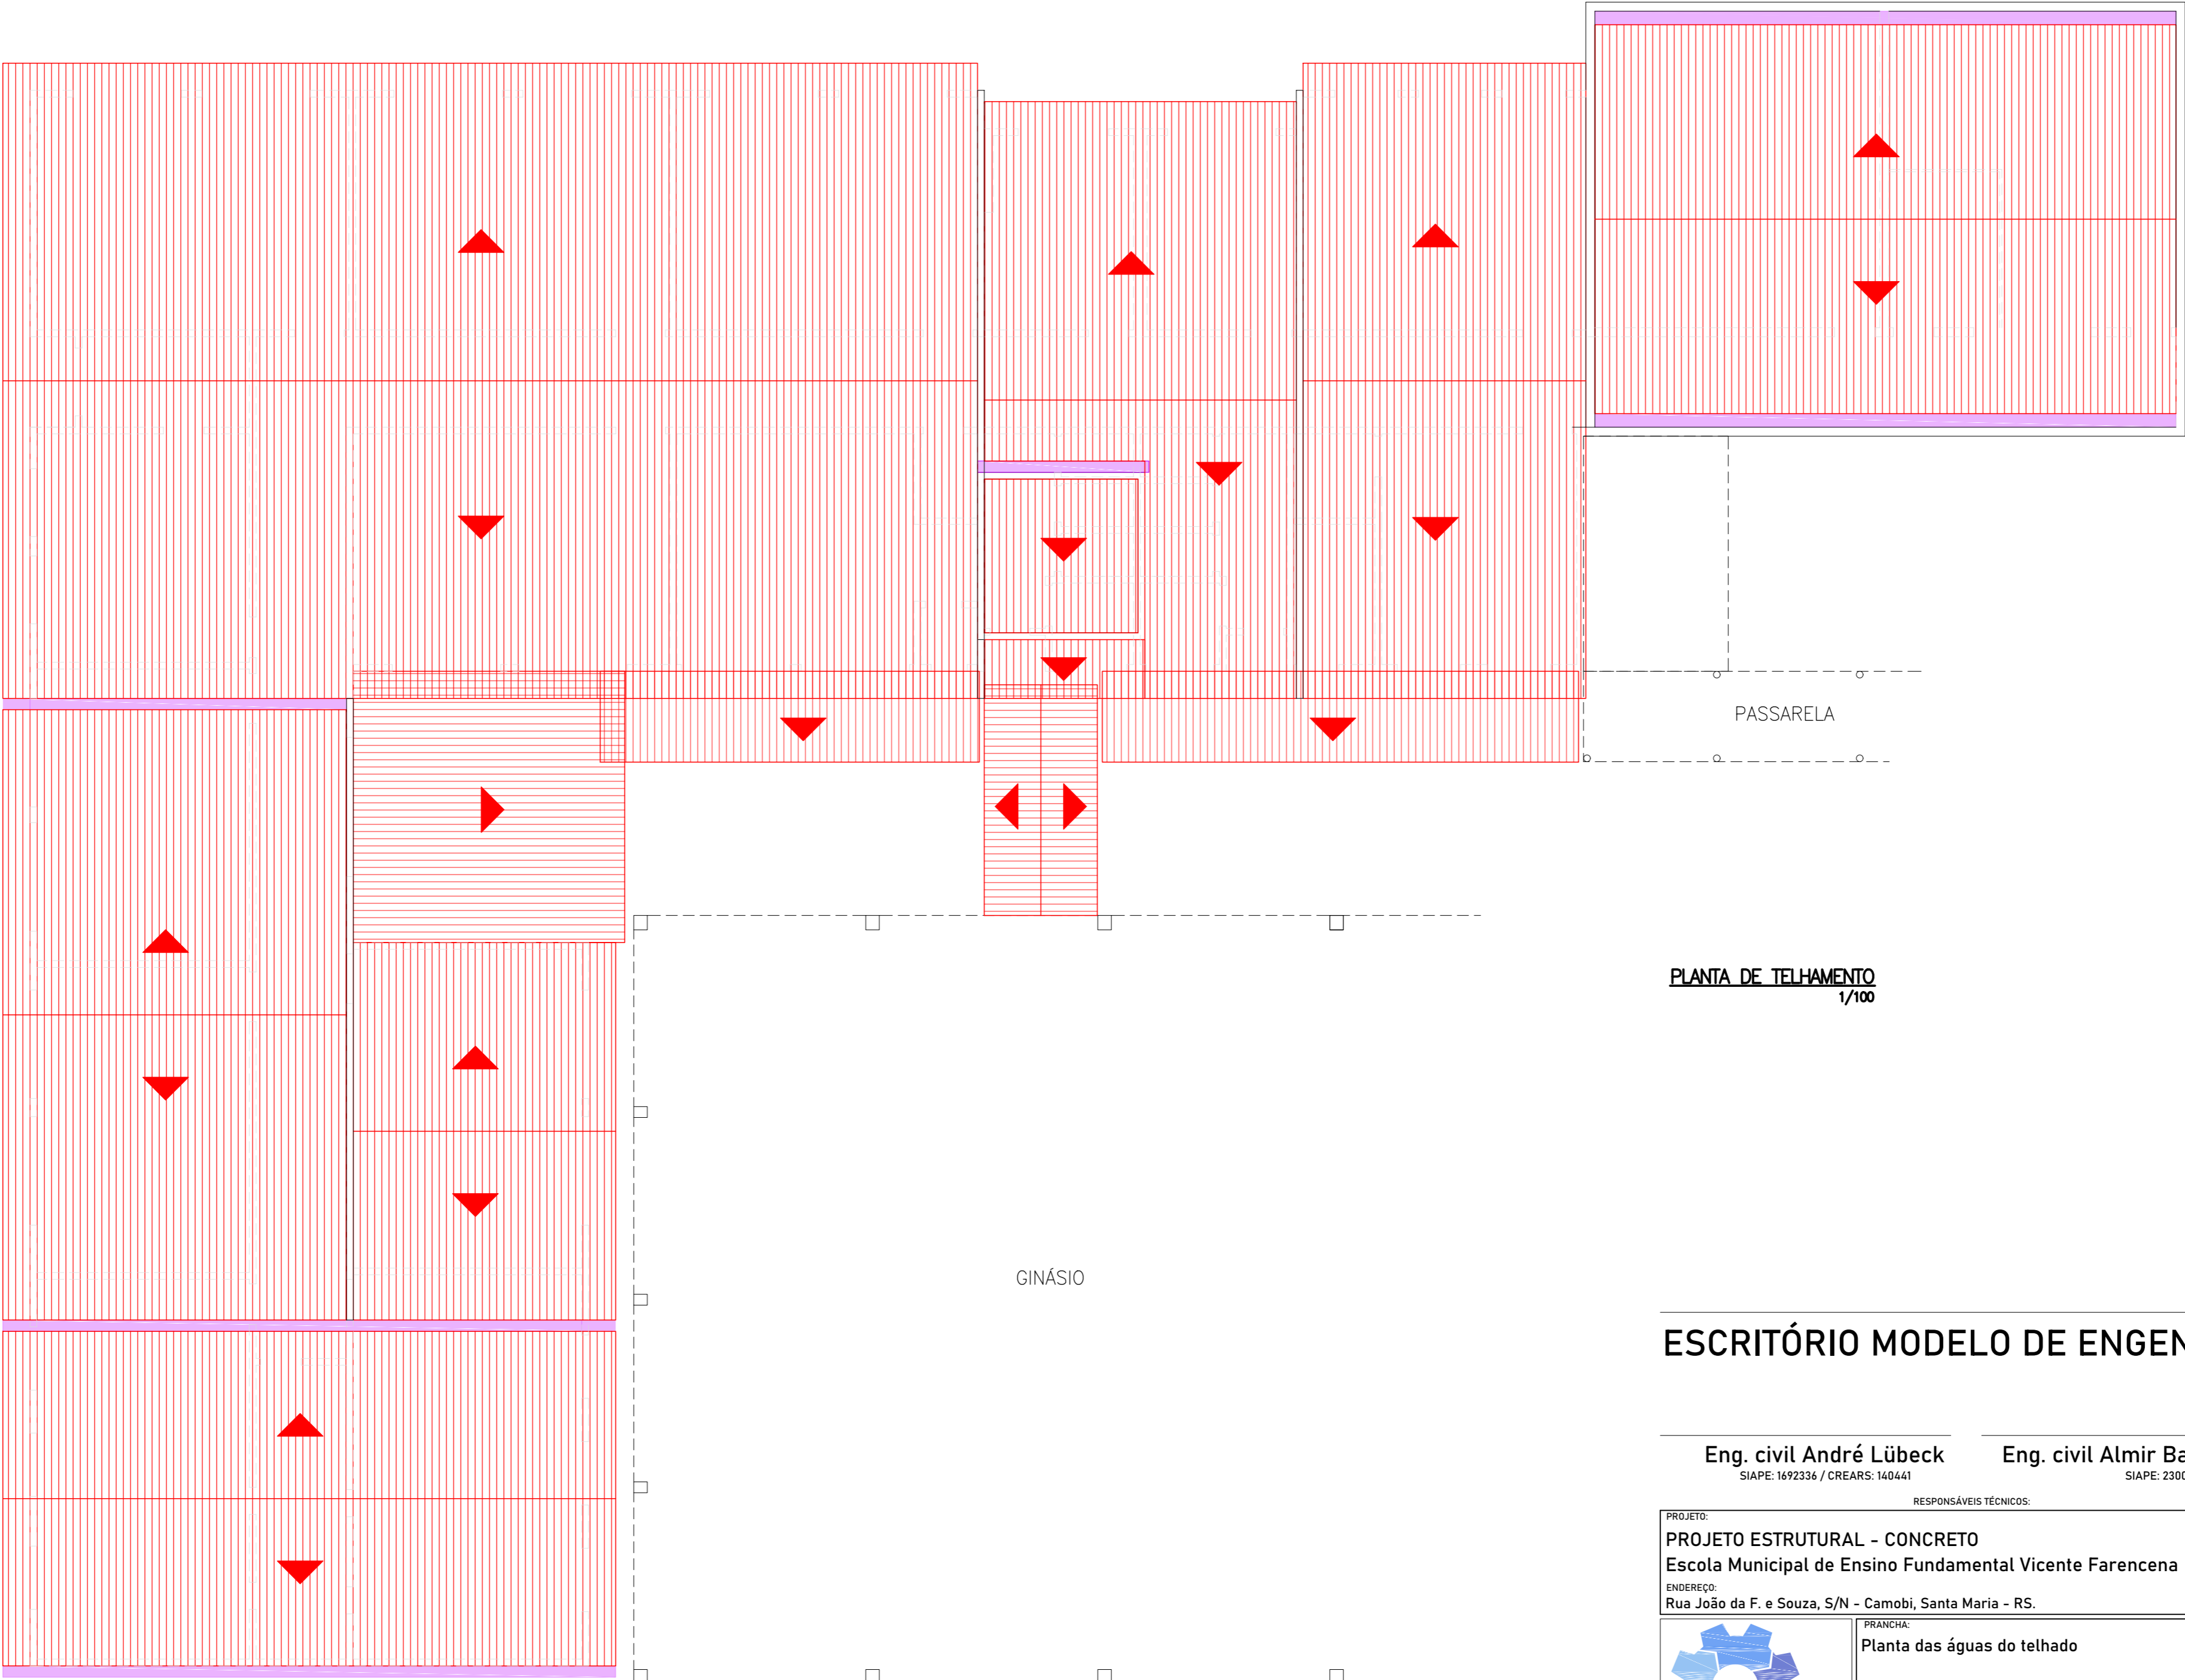 PASSARELA
PLANTA DE TELHAMENTO
1/100
GINÁSIO
ESCRITÓRIO MODELO DE ENGEN
Eng. civil André Lübeck
SIAPE: 1692336 / CREARS: 140441
Eng. civil Almir Ba
SIAPE: 230
RESPONSÁVEIS TÉCNICOS:
PROJETO:
PROJETO ESTRUTURAL - CONCRETO
Escola Municipal de Ensino Fundamental Vicente Farencena
ENDEREÇO:
Rua João da F. e Souza, S/N - Camobi, Santa Maria - RS.
PRANCHA:
Planta das águas do telhado